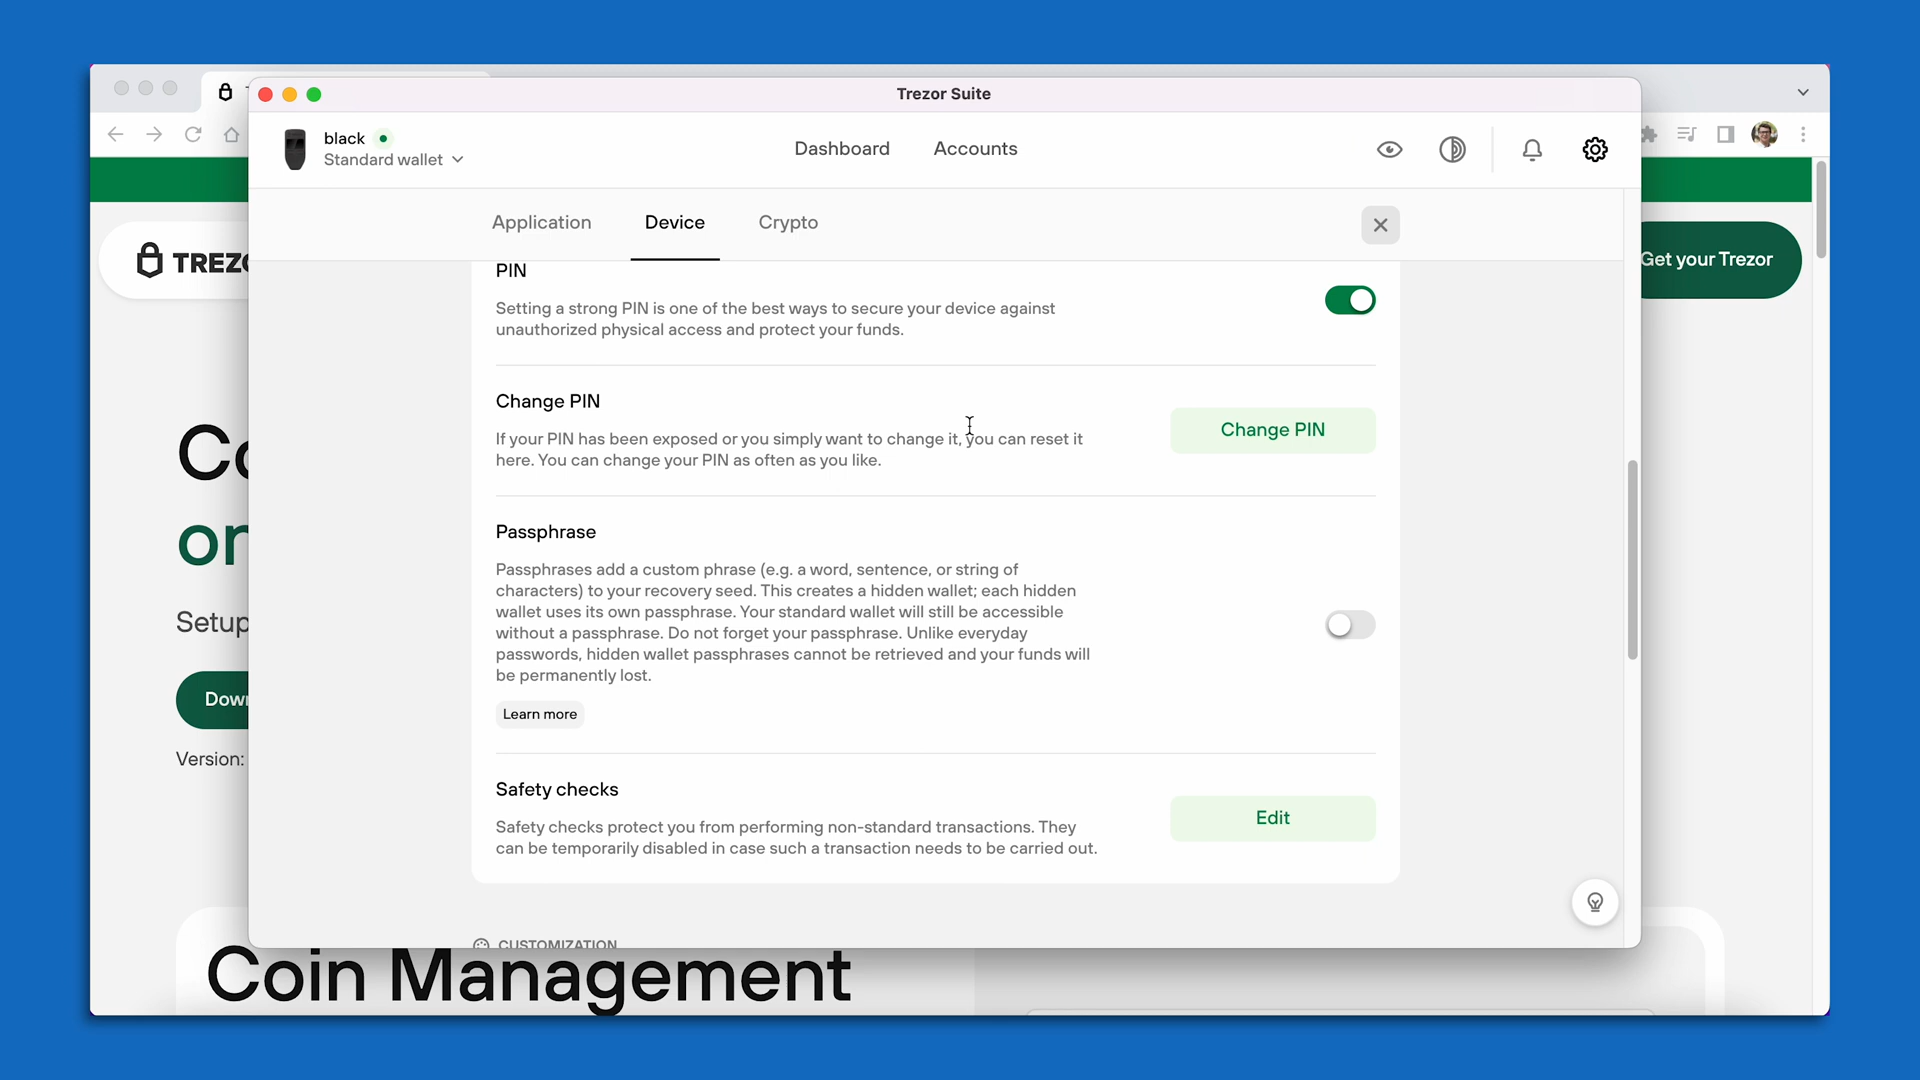 Trezor Suite
black
Standard wallet
Dashboard
Accounts
Application
Device
Crypto
TREZO
Get your Trezor
PIN
Setting a strong PIN is one of the best ways to secure your device against
unauthorized physical access and protect your funds.
Change PIN
If your PIN has been exposed or you simply want to change it, you can reset it
here. You can change your PIN as often as you like.
Change PIN
Passphrase
Passphrases add a custom phrase (e.g. a word, sentence, or string of
characters) to your recovery seed. This creates a hidden wallet; each hidden
wallet uses its own passphrase. Your standard wallet will still be accessible
without a passphrase. Do not forget your passphrase. Unlike everyday
passwords, hidden wallet passphrases cannot be retrieved and your funds will
be permanently lost.
Learn more
Safety checks
Safety checks protect you from performing non-standard transactions. They
can be temporarily disabled in case such a transaction needs to be carried out.
Edit
CUSTOMIZATION
Setup
Version:
Coin Management